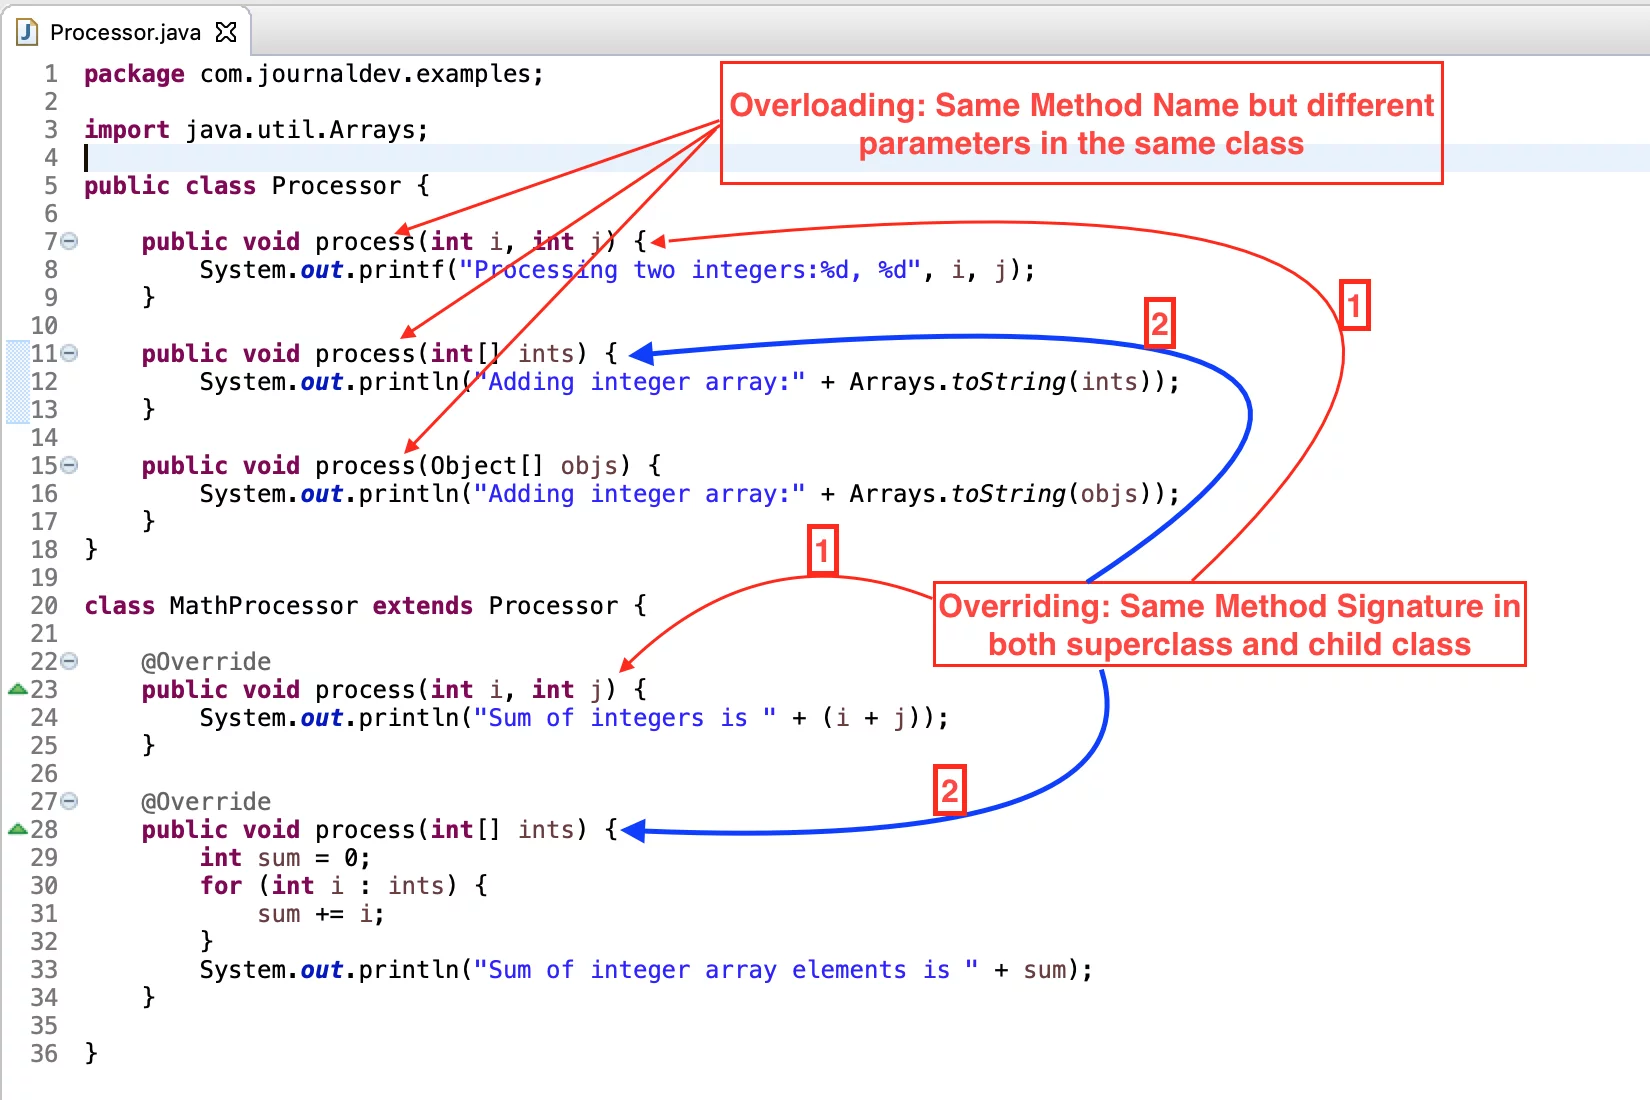 Processor.java
1 package com.journaldev.examples;
2
3 import java.util.Arrays;
4
5 public class Processor {
6
7     public void process(int i, int j) {
8         System.out.printf("Processing two integers:%d, %d", i, j);
9     }
10
11     public void process(int[] ints) {
12         System.out.println("Adding integer array:" + Arrays.toString(ints));
13     }
14
15     public void process(Object[] objs) {
16         System.out.println("Adding integer array:" + Arrays.toString(objs));
17     }
18 }
19
20 class MathProcessor extends Processor {
21
22     @Override
23     public void process(int i, int j) {
24         System.out.println("Sum of integers is " + (i + j));
25     }
26
27     @Override
28     public void process(int[] ints) {
29         int sum = 0;
30         for (int i : ints) {
31             sum += i;
32         }
33         System.out.println("Sum of integer array elements is " + sum);
34     }
35
36 }
Overloading: Same Method Name but different
parameters in the same class
1
2
1
Overriding: Same Method Signature in
both superclass and child class
2